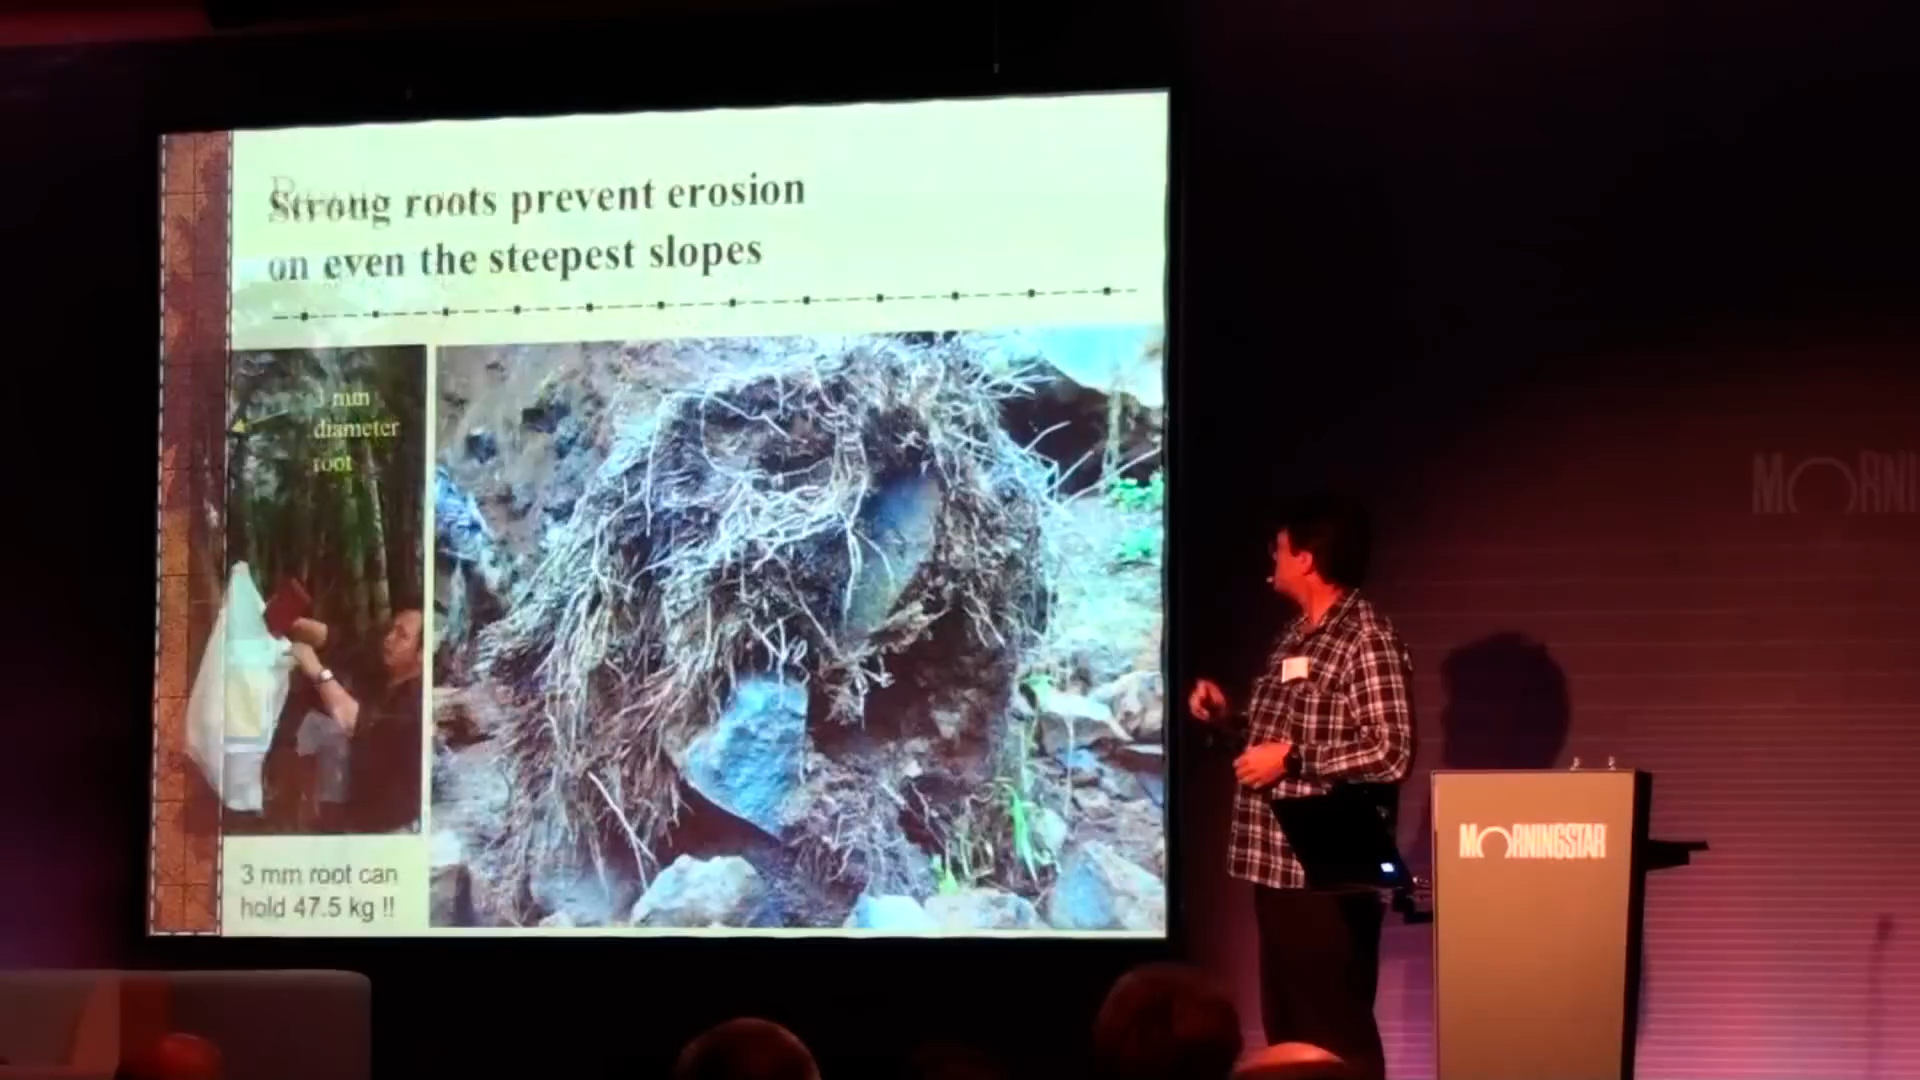 Strong roots prevent erosion
on even the steepest slopes
3 mm
diameter
root
3 mm root can
hold 47.5 kg !!
MORNINGSTAR
MORNI